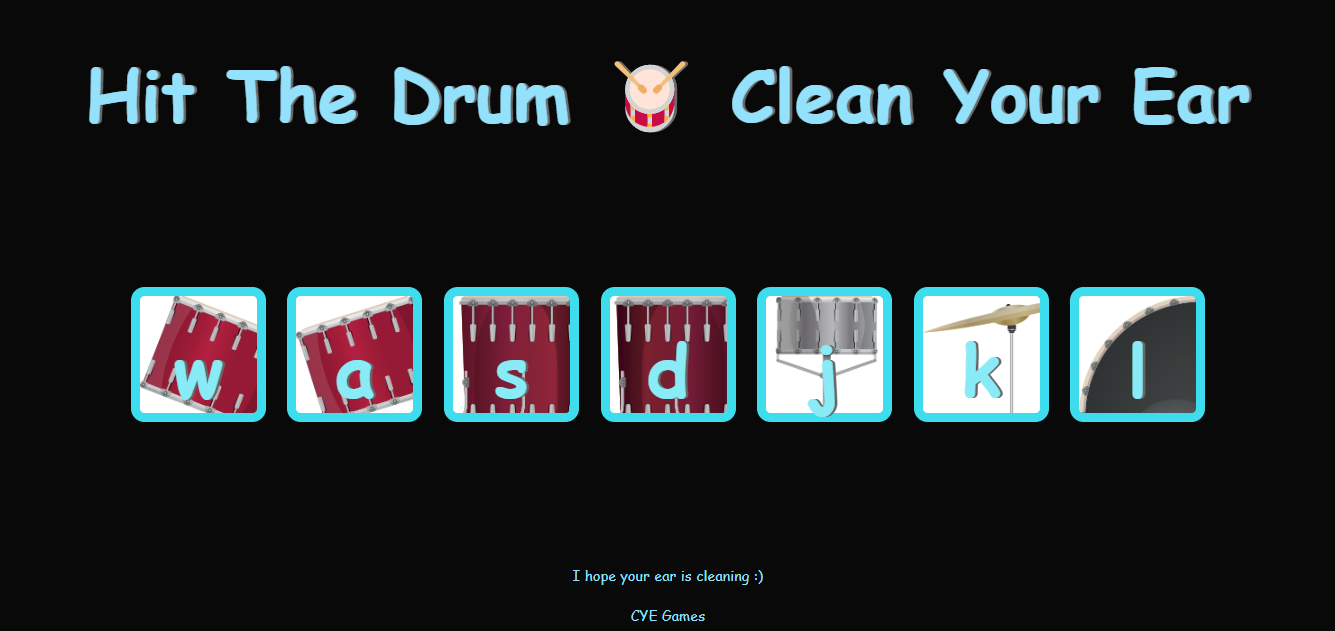 Hit The Drum 🥁 Clean Your Ear
w a s d j k l
I hope your ear is cleaning :)
CYE Games